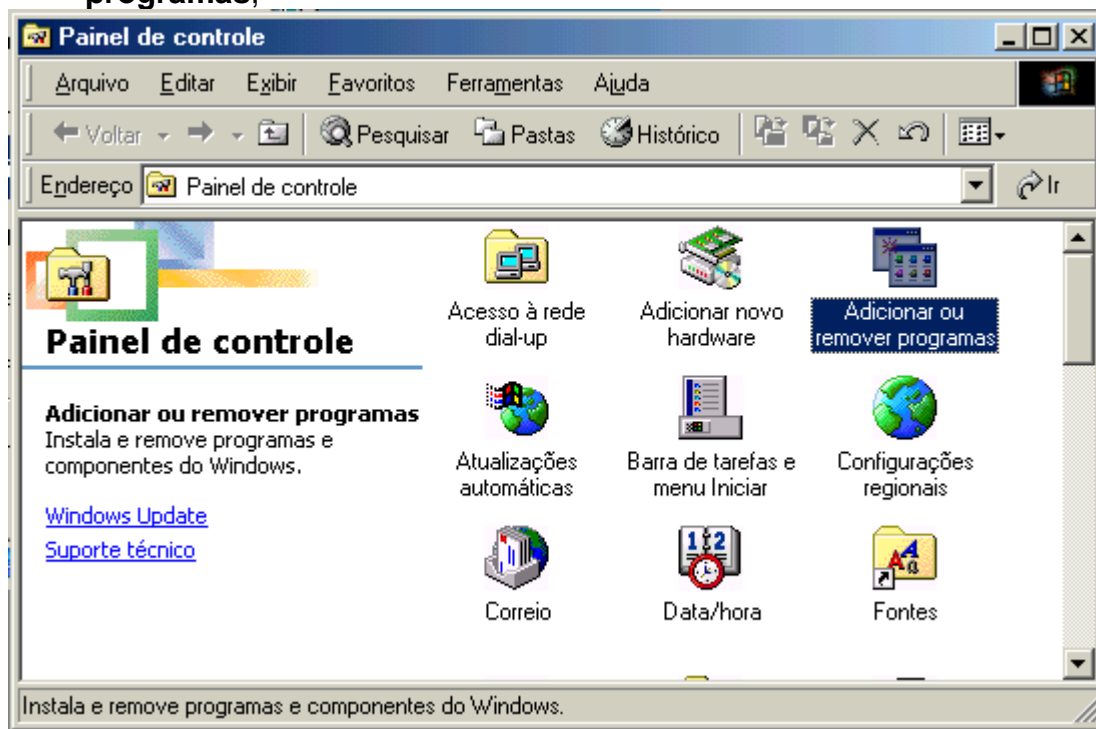 programas;
Painel de controle
Arquivo Editar Exibir Favoritos Ferramentas Ajuda
Voltar Pesquisar Pastas Histórico
Endereço Painel de controle Ir
Painel de controle
Adicionar ou remover programas
Instala e remove programas e
componentes do Windows.
Windows Update
Suporte técnico
Acesso à rede
dial-up
Adicionar novo
hardware
Adicionar ou
remover programas
Atualizações
automáticas
Barra de tarefas e
menu Iniciar
Configurações
regionais
Correio
Data/hora
Fontes
Instala e remove programas e componentes do Windows.